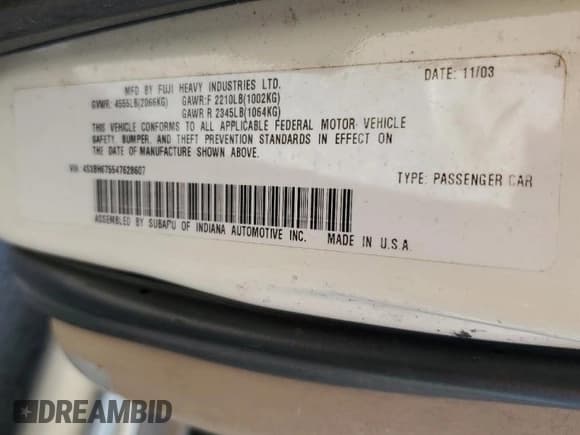 MFD BY FUJI HEAVY INDUSTRIES LTD. DATE: 11/03
GVWR: 4555LB(2066KG) GAWR:F 2210LB(1002KG)
GAWR R 2345LB(1064KG)
THIS VEHICLE CONFORMS TO ALL APPLICABLE FEDERAL MOTOR VEHICLE
SAFETY, BUMPER, AND THEFT PREVENTION STANDARDS IN EFFECT ON
THE DATE OF MANUFACTURE SHOWN ABOVE.
VIN: 4S3BH675547628607 TYPE: PASSENGER CAR
ASSEMBLED BY SUBARU OF INDIANA AUTOMOTIVE INC. MADE IN U.S.A
DREAMBID